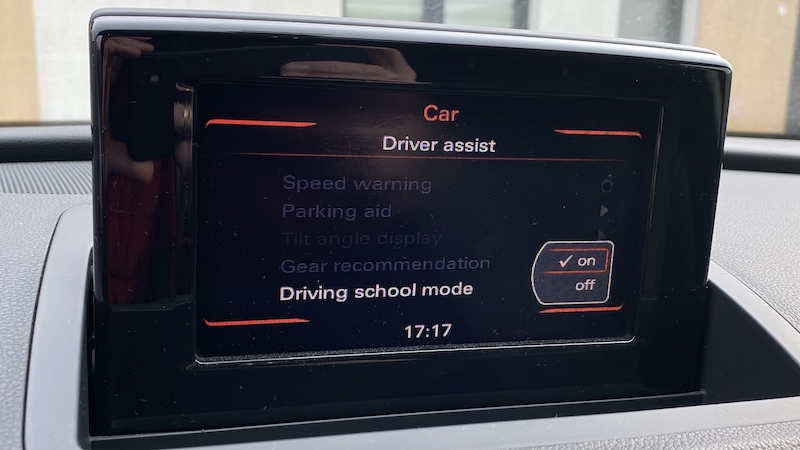 Car
Driver assist
Speed warning
Parking aid
Tilt angle display
Gear recommendation
✓ on
Driving school mode
off
17:17